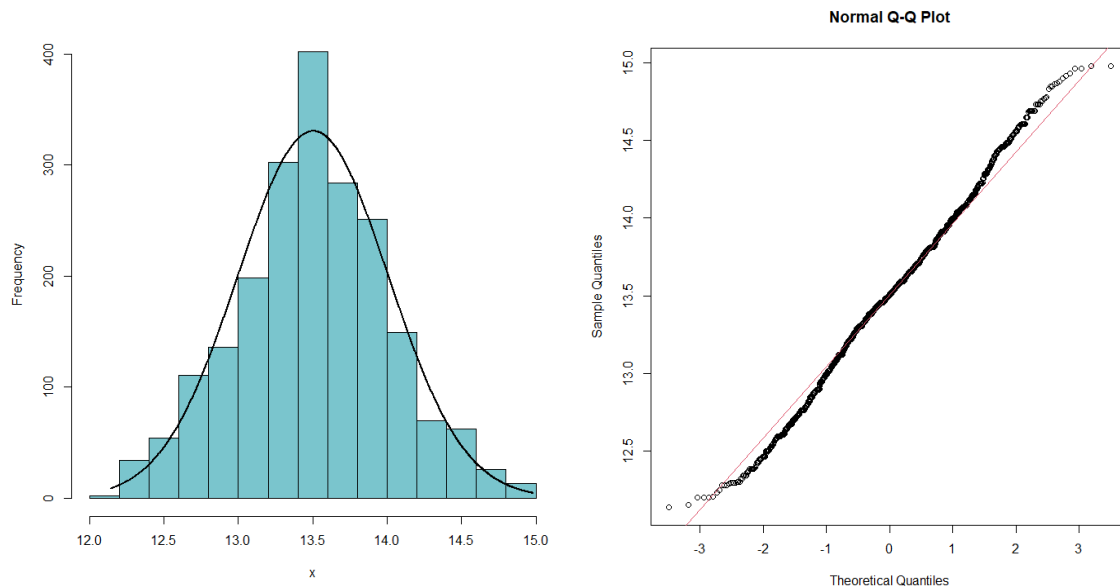 Frequency
400
300
200
100
0
12.0 12.5 13.0 13.5 14.0 14.5 15.0
x
Normal Q-Q Plot
Sample Quantiles
15.0
14.5
14.0
13.5
13.0
12.5
-3 -2 -1 0 1 2 3
Theoretical Quantiles